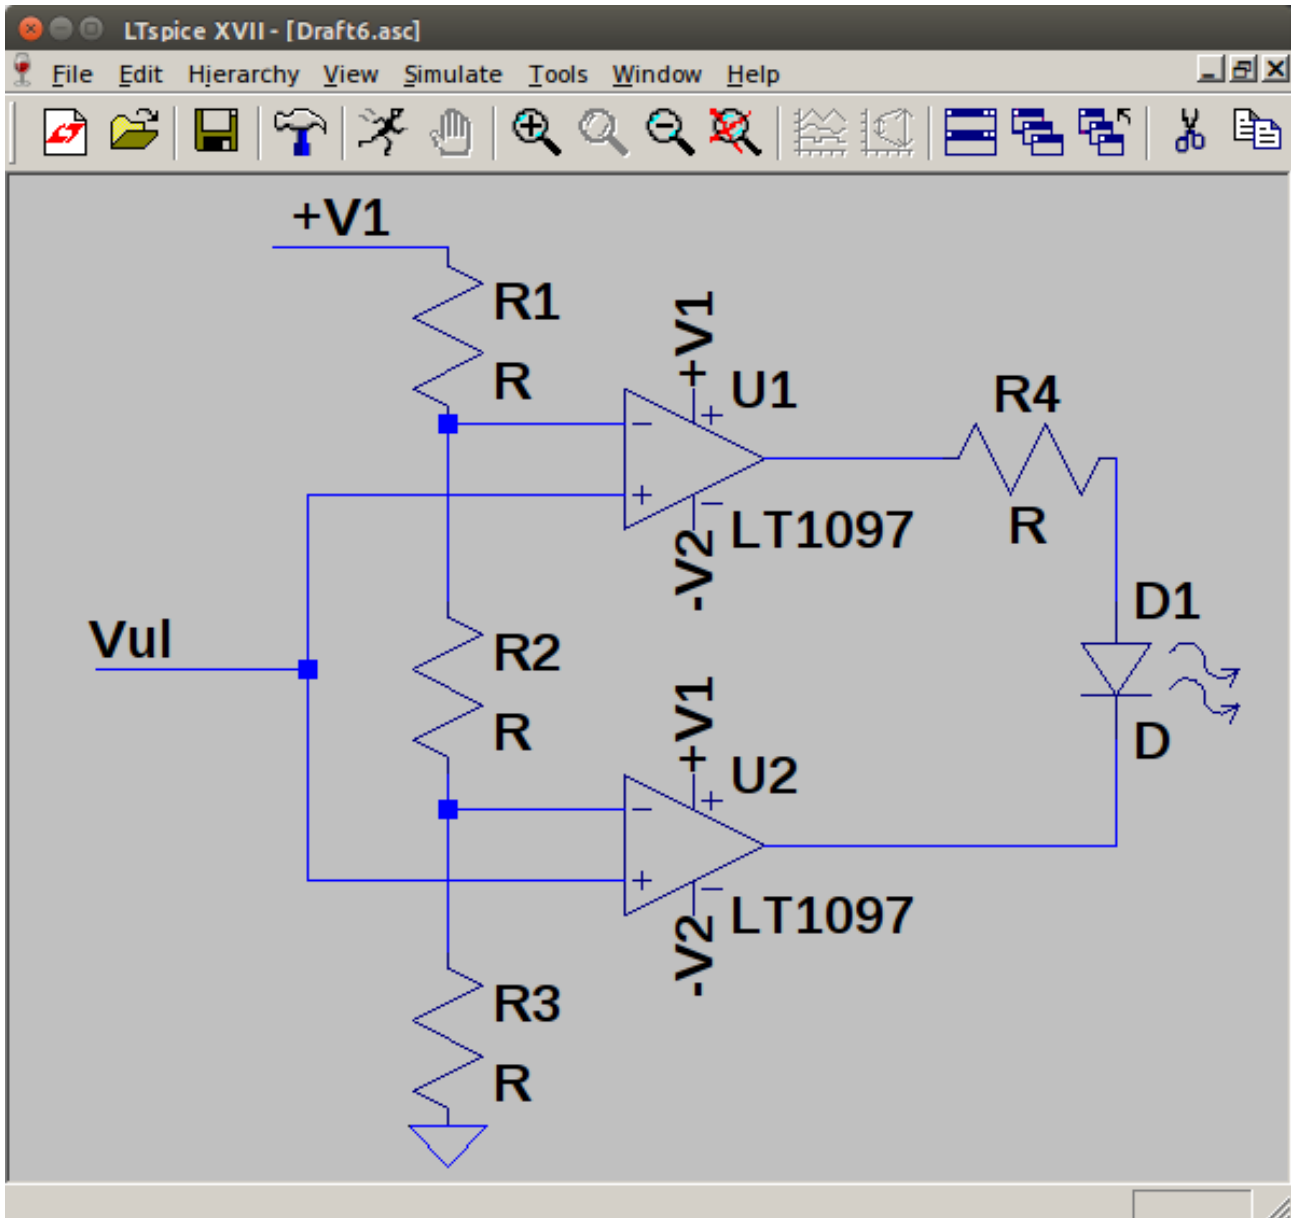 LTspice XVII - [Draft6.asc]
File Edit Hierarchy View Simulate Tools Window Help
+V1
R1
R
+V1
U1
-V2
LT1097
R4
R
Vul
R2
R
D1
D
+V1
U2
-V2
LT1097
R3
R